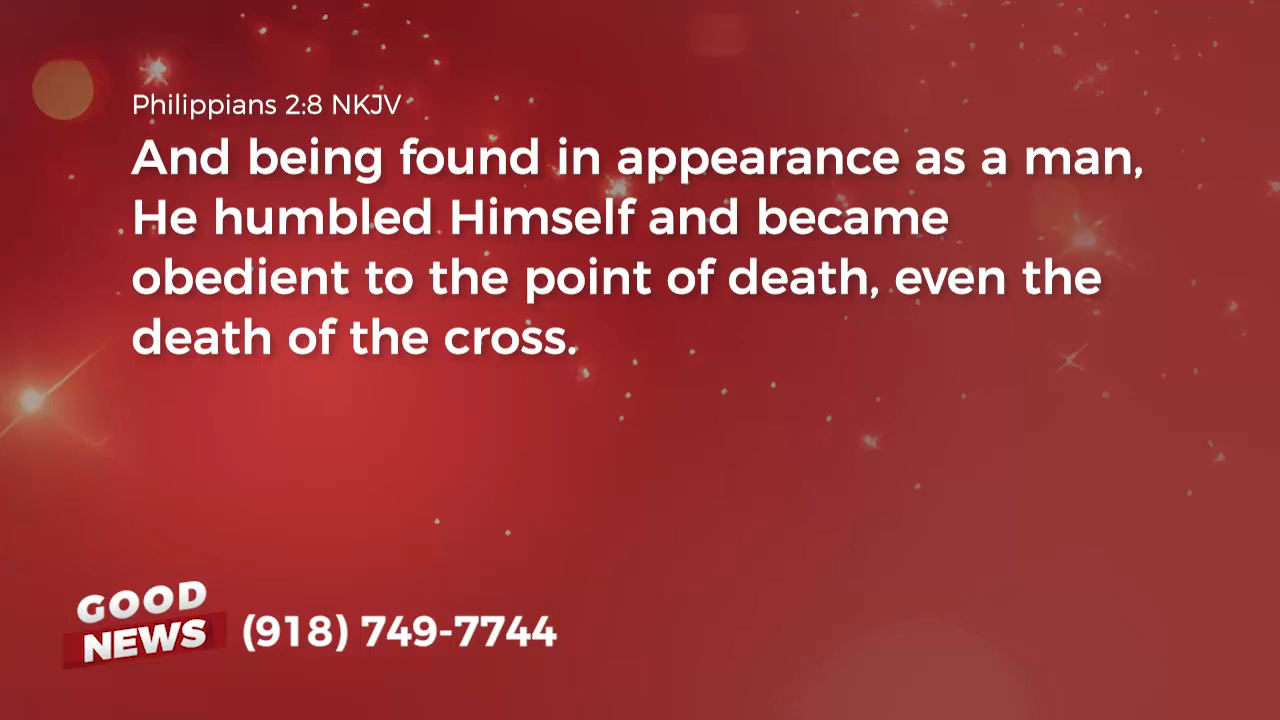 Philippians 2:8 NKJV
And being found in appearance as a man,
He humbled Himself and became
obedient to the point of death, even the
death of the cross.
GOOD
NEWS
(918) 749-7744